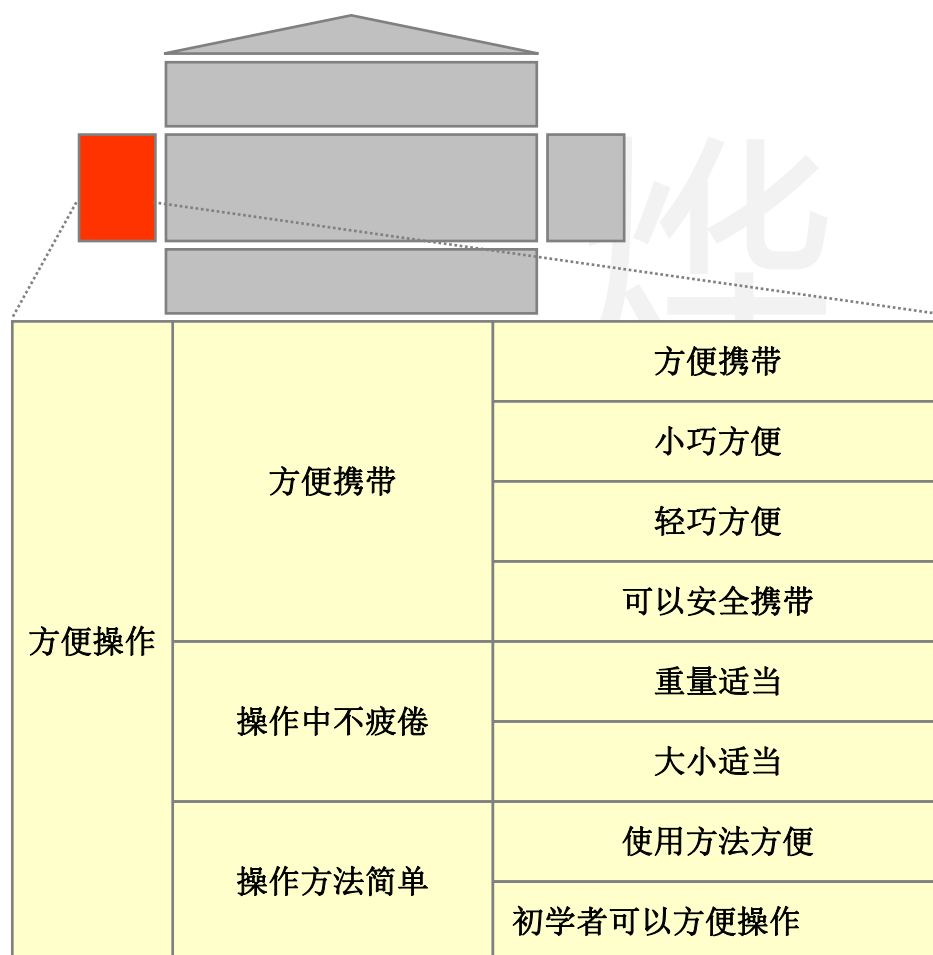 方便携带
小巧方便
方便携带
轻巧方便
可以安全携带
方便操作
重量适当
操作中不疲倦
大小适当
使用方法方便
操作方法简单
初学者可以方便操作